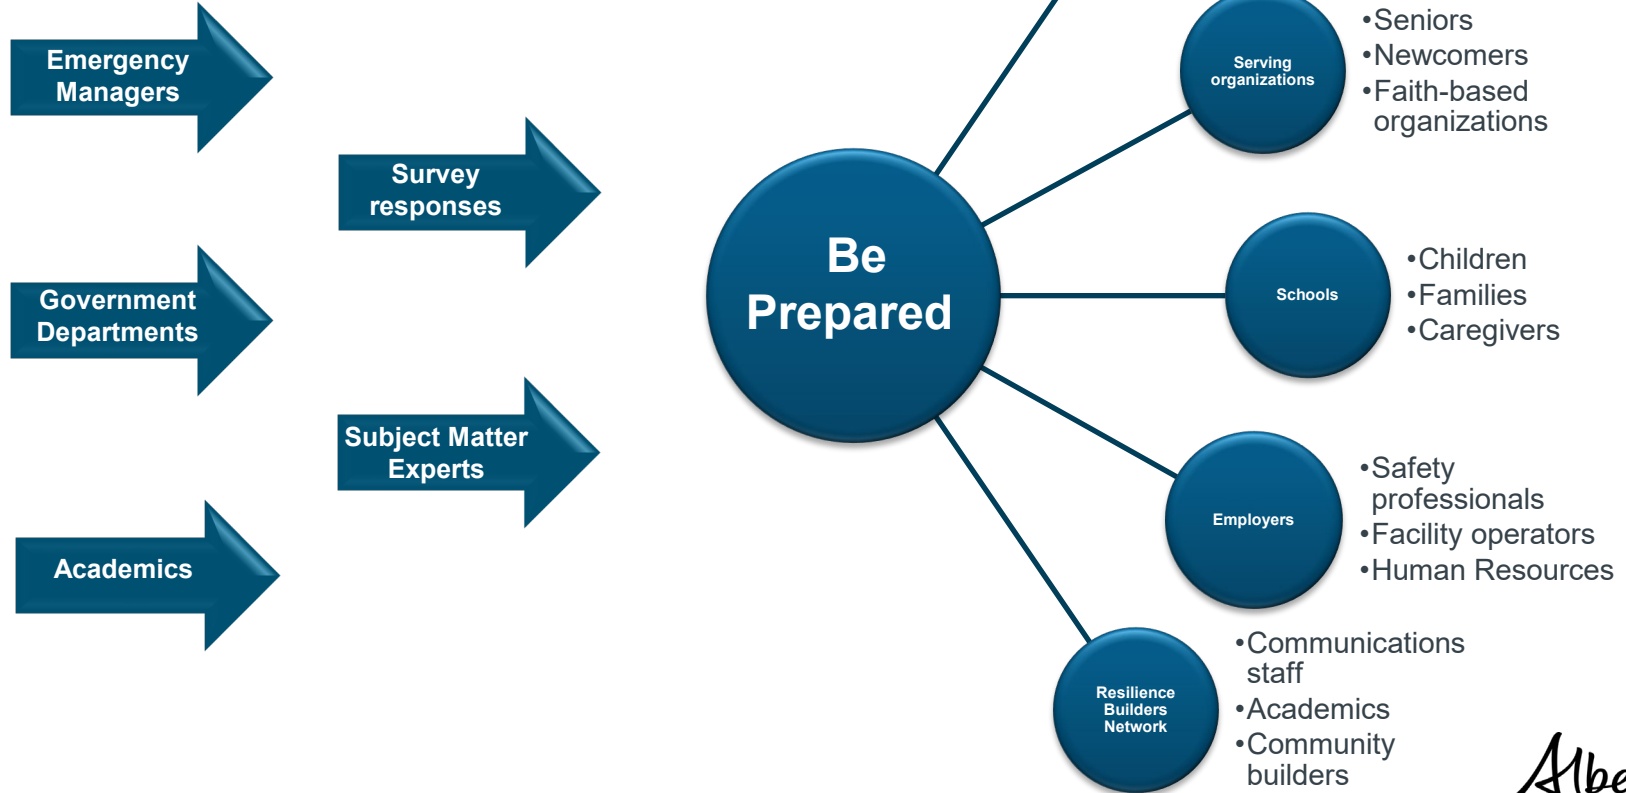 Emergency
Managers
Government
Departments
Academics
Survey
responses
Subject Matter
Experts
Be
Prepared
Serving
organizations
•Seniors
•Newcomers
•Faith-based
organizations
Schools
•Children
•Families
•Caregivers
Employers
•Safety
professionals
•Facility operators
•Human Resources
Resilience
Builders
Network
•Communications
staff
•Academics
•Community
builders
Albe